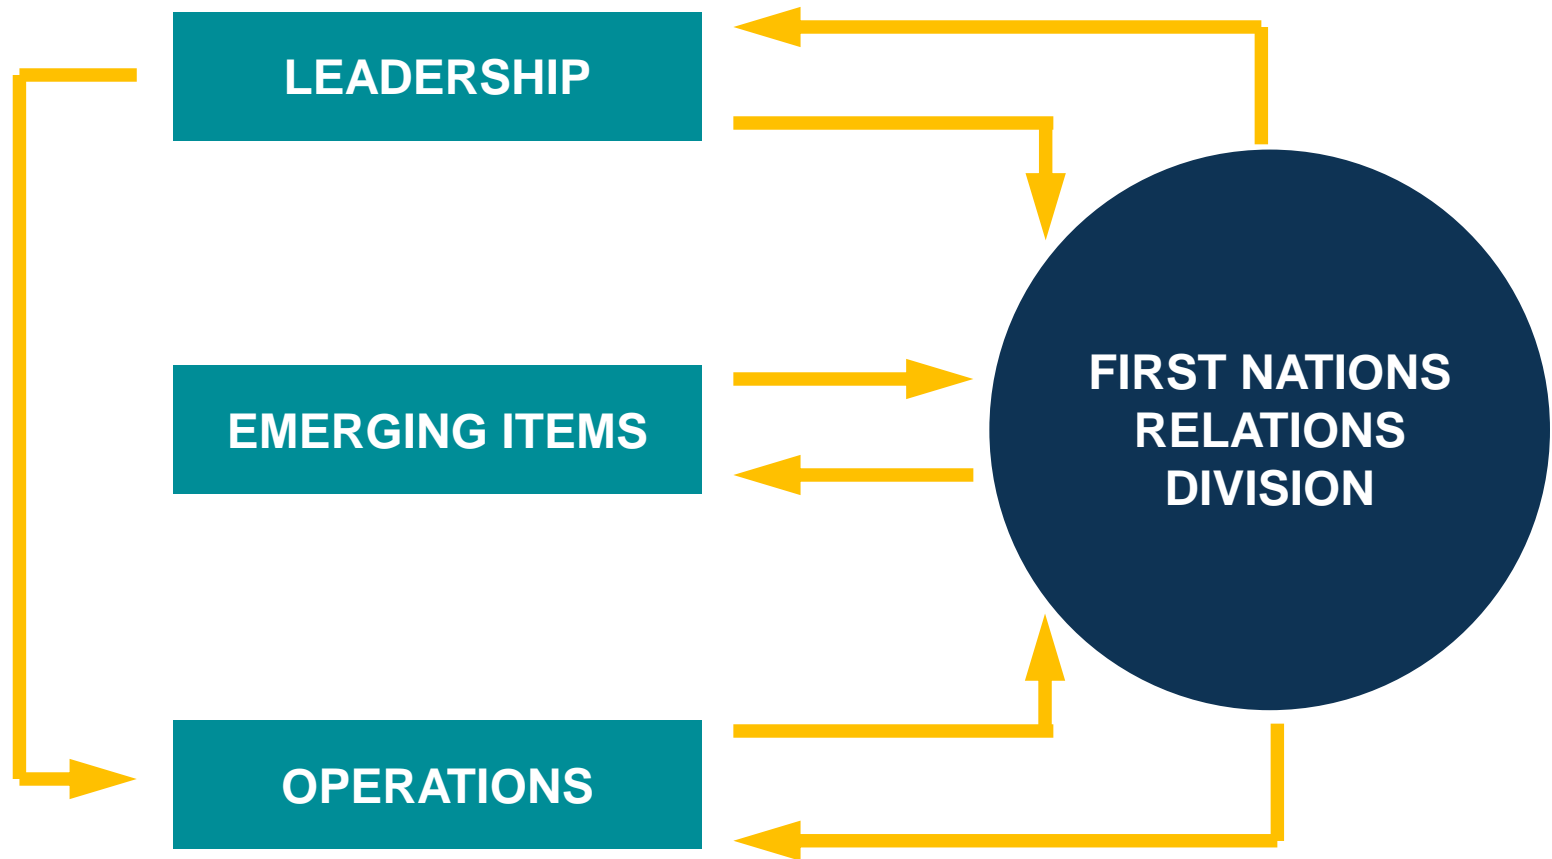 LEADERSHIP
EMERGING ITEMS
FIRST NATIONS
RELATIONS
DIVISION
OPERATIONS